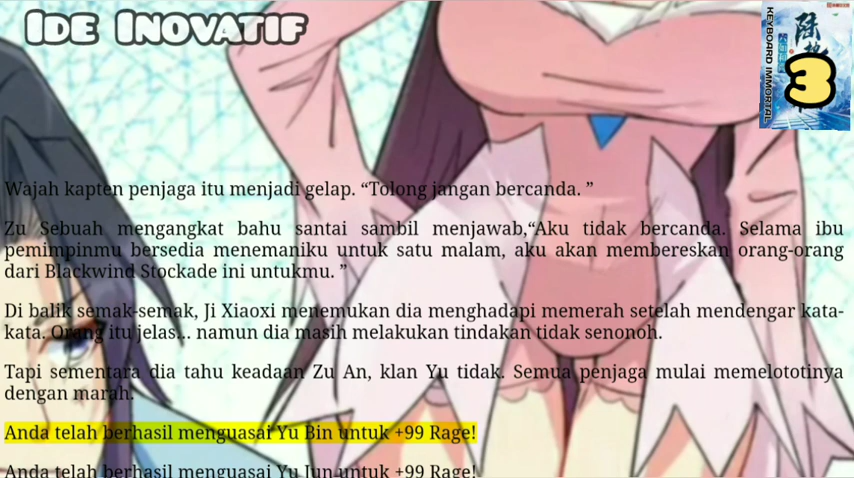 IDE INOVATIF
KEYBOARD IMMORTAL
3
Wajah kapten penjaga itu menjadi gelap. “Tolong jangan bercanda. ”
Zu Sebuah mengangkat bahu santai sambil menjawab,“Aku tidak bercanda. Selama ibu
pemimpinmu bersedia menemaniku untuk satu malam, aku akan membereskan orang-orang
dari Blackwind Stockade ini untukmu. ”
Di balik semak-semak, Ji Xiaoxi menemukan dia menghadapi memerah setelah mendengar kata-
kata. Orang itu jelas... namun dia masih melakukan tindakan tidak senonoh.
Tapi sementara dia tahu keadaan Zu An, klan Yu tidak. Semua penjaga mulai memelototinya
dengan marah.
Anda telah berhasil menguasai Yu Bin untuk +99 Rage!
Anda telah berhasil menguasai Yu Jun untuk +99 Rage!